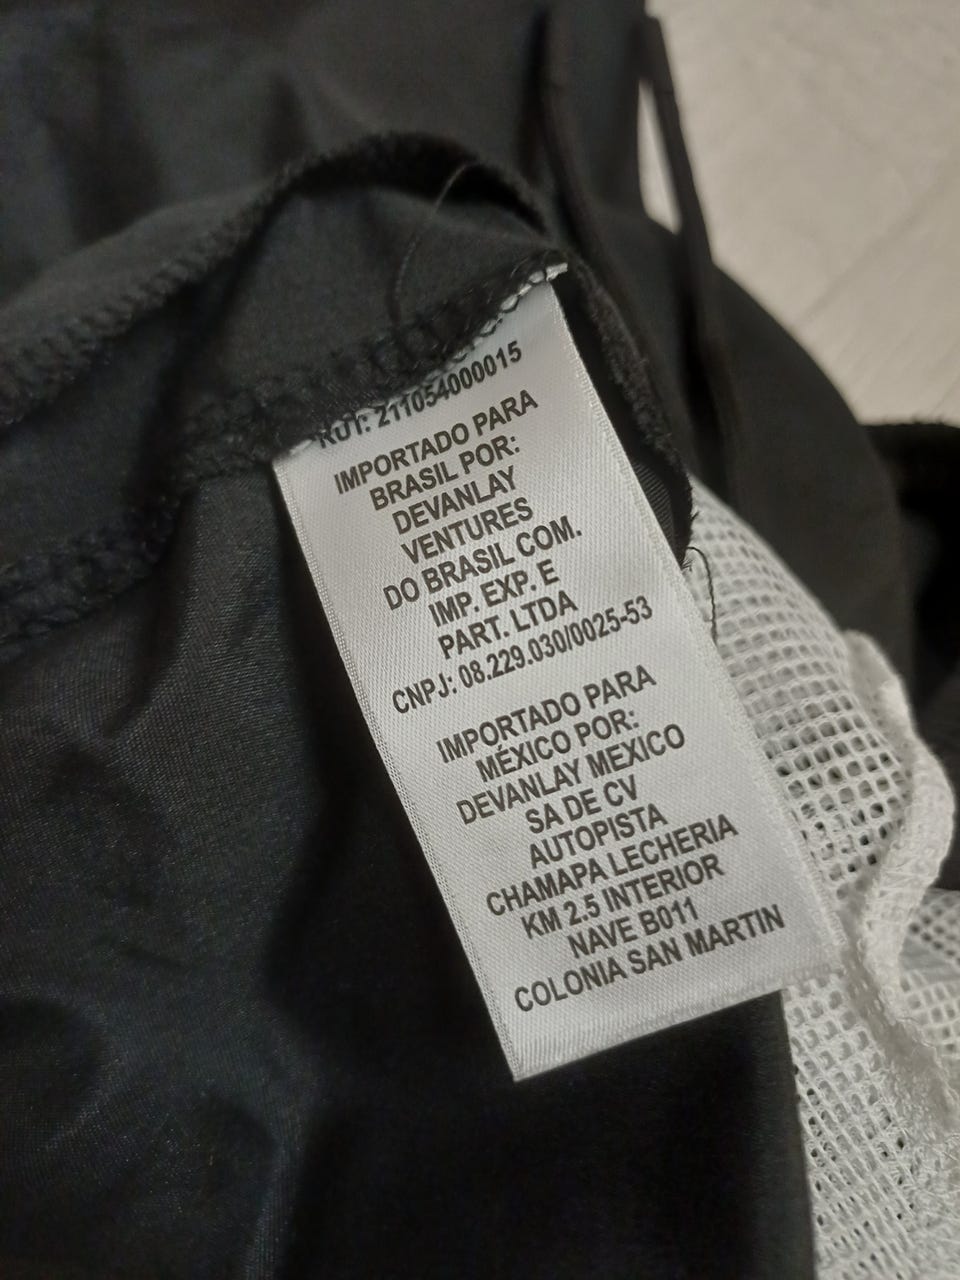 RUT: 211054000015
IMPORTADO PARA
BRASIL POR:
DEVANLAY
VENTURES
DO BRASIL COM.
IMP. EXP. E
PART. LTDA
CNPJ: 08.229.030/0025-53
IMPORTADO PARA
MÉXICO POR:
DEVANLAY MEXICO
SA DE CV
AUTOPISTA
CHAMAPA LECHERIA
KM 2.5 INTERIOR
NAVE B011
COLONIA SAN MARTIN